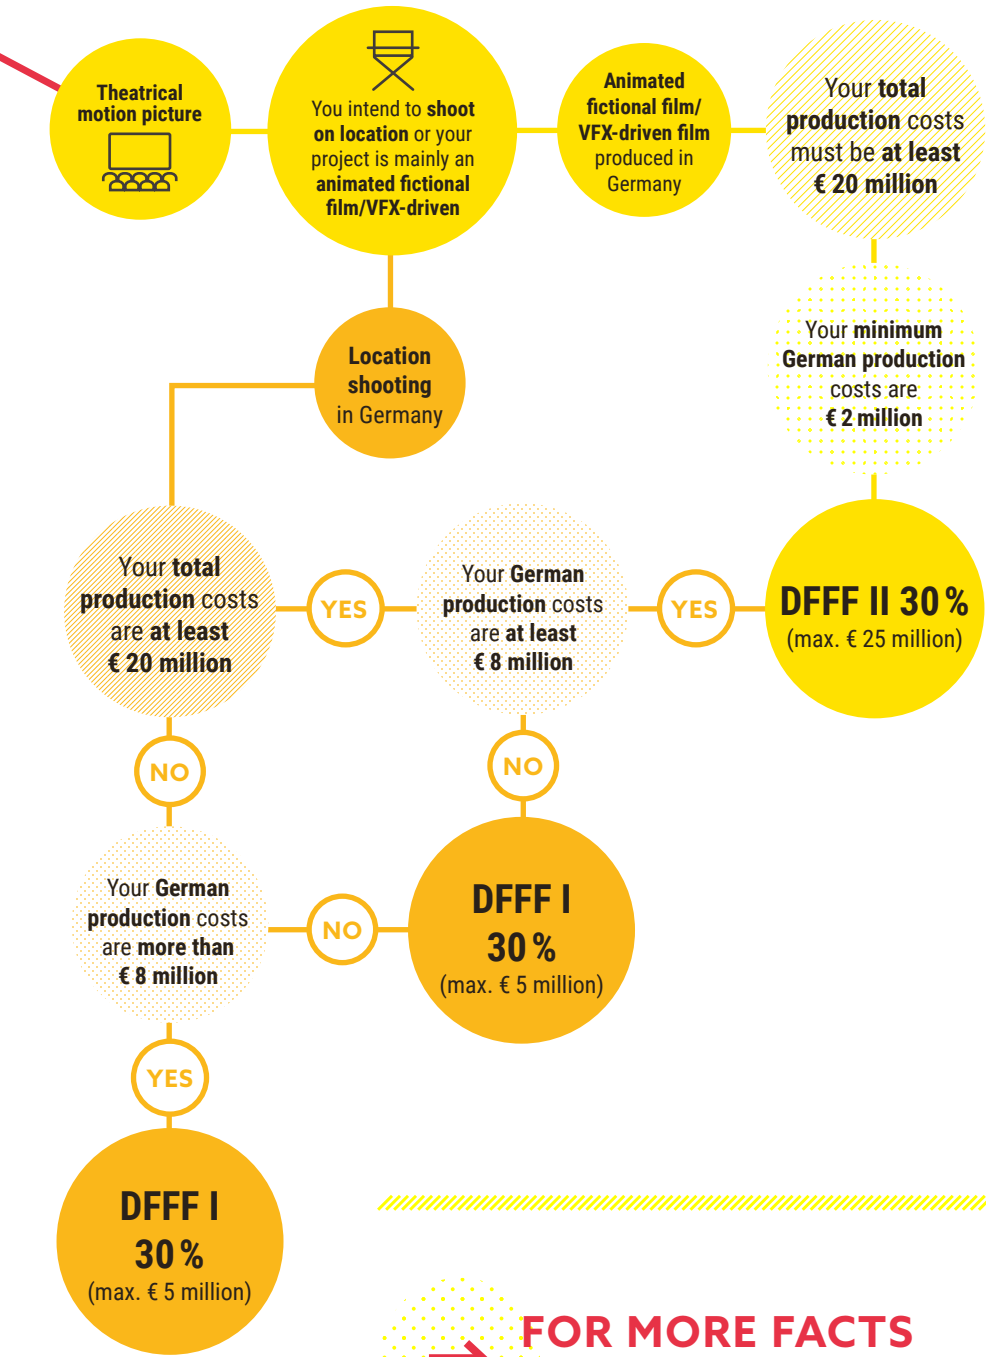 Theatrical
motion picture
You intend to shoot
on location or your
project is mainly an
animated fictional
film/VFX-driven
Animated
fictional film/
VFX-driven film
produced in
Germany
Your total
production costs
must be at least
€ 20 million
Your minimum
German production
costs are
€ 2 million
Location
shooting
in Germany
Your total
production costs
are at least
€ 20 million
YES
Your German
production costs
are at least
€ 8 million
YES
DFFF II 30 %
(max. € 25 million)
NO
NO
Your German
production costs
are more than
€ 8 million
NO
DFFF I
30 %
(max. € 5 million)
YES
DFFF I
30 %
(max. € 5 million)
FOR MORE FACTS